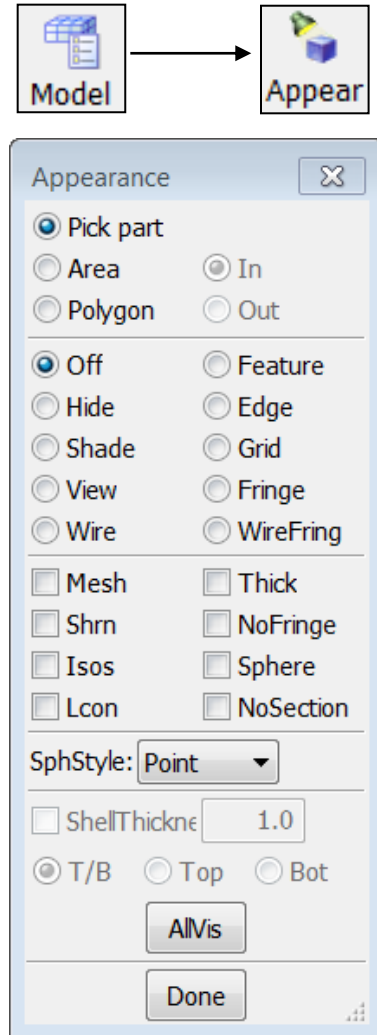 Model Appear
Appearance
Pick part
Area In
Polygon Out
Off Feature
Hide Edge
Shade Grid
View Fringe
Wire WireFring
Mesh Thick
Shrn NoFringe
Isos Sphere
Lcon NoSection
SphStyle: Point
ShellThickne 1.0
T/B Top Bot
AllVis
Done